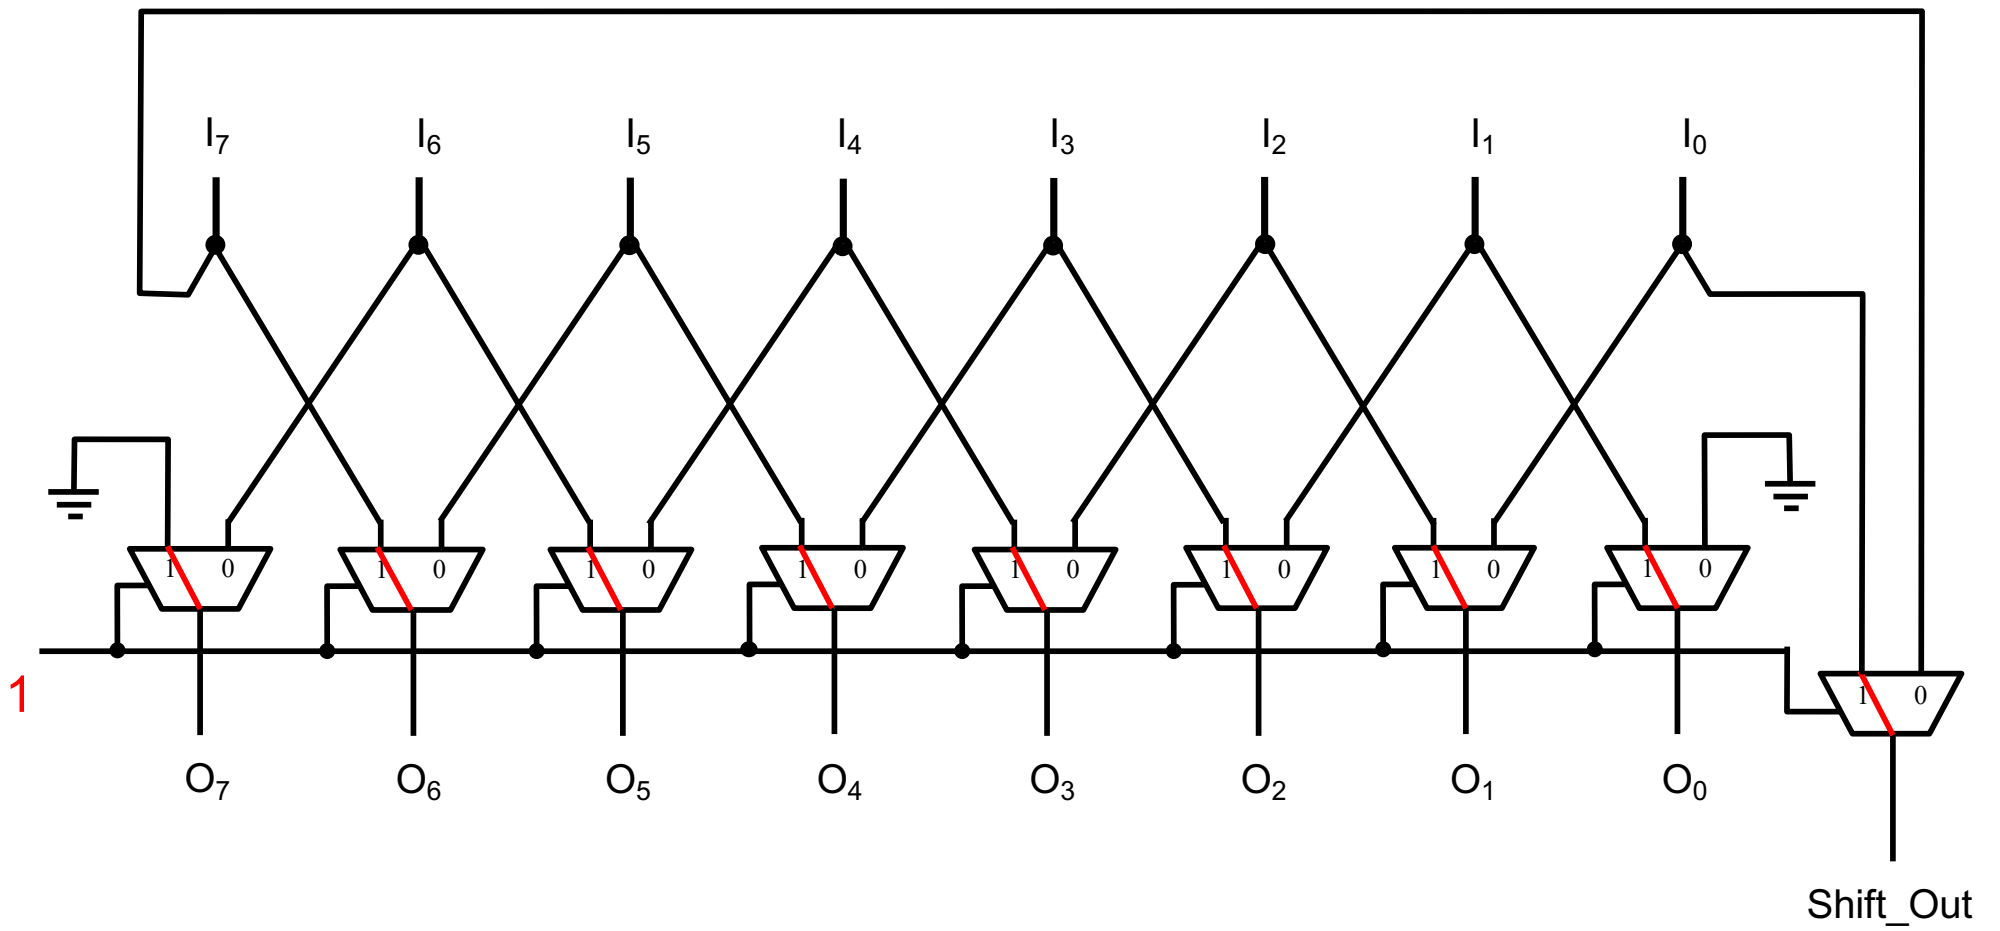 I₇ I₆ I₅ I₄ I₃ I₂ I₁ I₀
1 0 1 0 1 0 1 0 1 0 1 0 1 0 1 0
1
1 0
O₇ O₆ O₅ O₄ O₃ O₂ O₁ O₀
Shift_Out